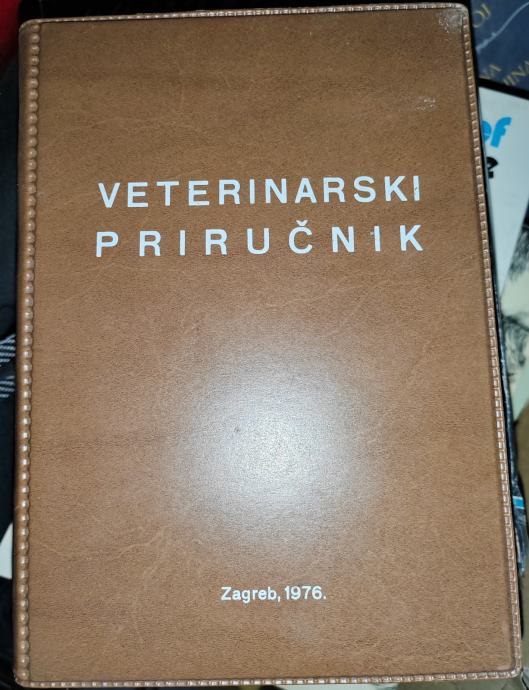 VETERINARSKI
PRIRUČNIK
Zagreb, 1976.